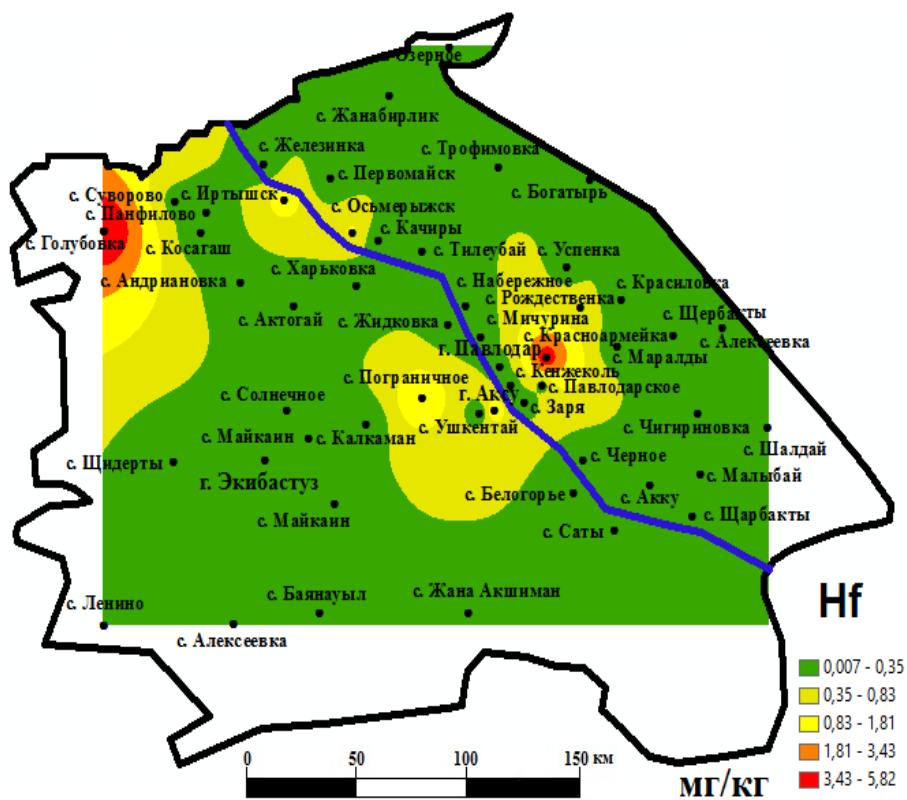 с. Озерное
с. Жанабирлик
с. Железинка
с. Трофимовка
с. Первомайск
с. Богатырь
с. Суворово
с. Иртышск
с. Панфилово
с. Осьмерыжск
с. Качиры
с. Голубовка
с. Косагаш
с. Тилеубай
с. Успенка
с. Харьковка
с. Андриановка
с. Набережное
с. Красиловка
с. Рождественка
с. Актогай
с. Жидковка
с. Мичурина
с. Щербакты
с. Красноармейка
с. Алексеевка
г. Павлодар
с. Маралды
с. Кенжеколь
с. Пограничное
с. Павлодарское
с. Солнечное
г. Аксу
с. Заря
с. Ушкентай
с. Чигириновка
с. Майкаин
с. Калкаман
с. Шалдай
с. Щидерты
с. Черное
с. Малыбай
г. Экибастуз
с. Белогорье
с. Акку
с. Майкаин
с. Щарбакты
с. Саты
с. Ленино
с. Баянауыл
с. Жана Акшиман
с. Алексеевка
Hf
0,007 - 0,35
0,35 - 0,83
0,83 - 1,81
1,81 - 3,43
3,43 - 5,82
0 50 100 150 км
мг/кг